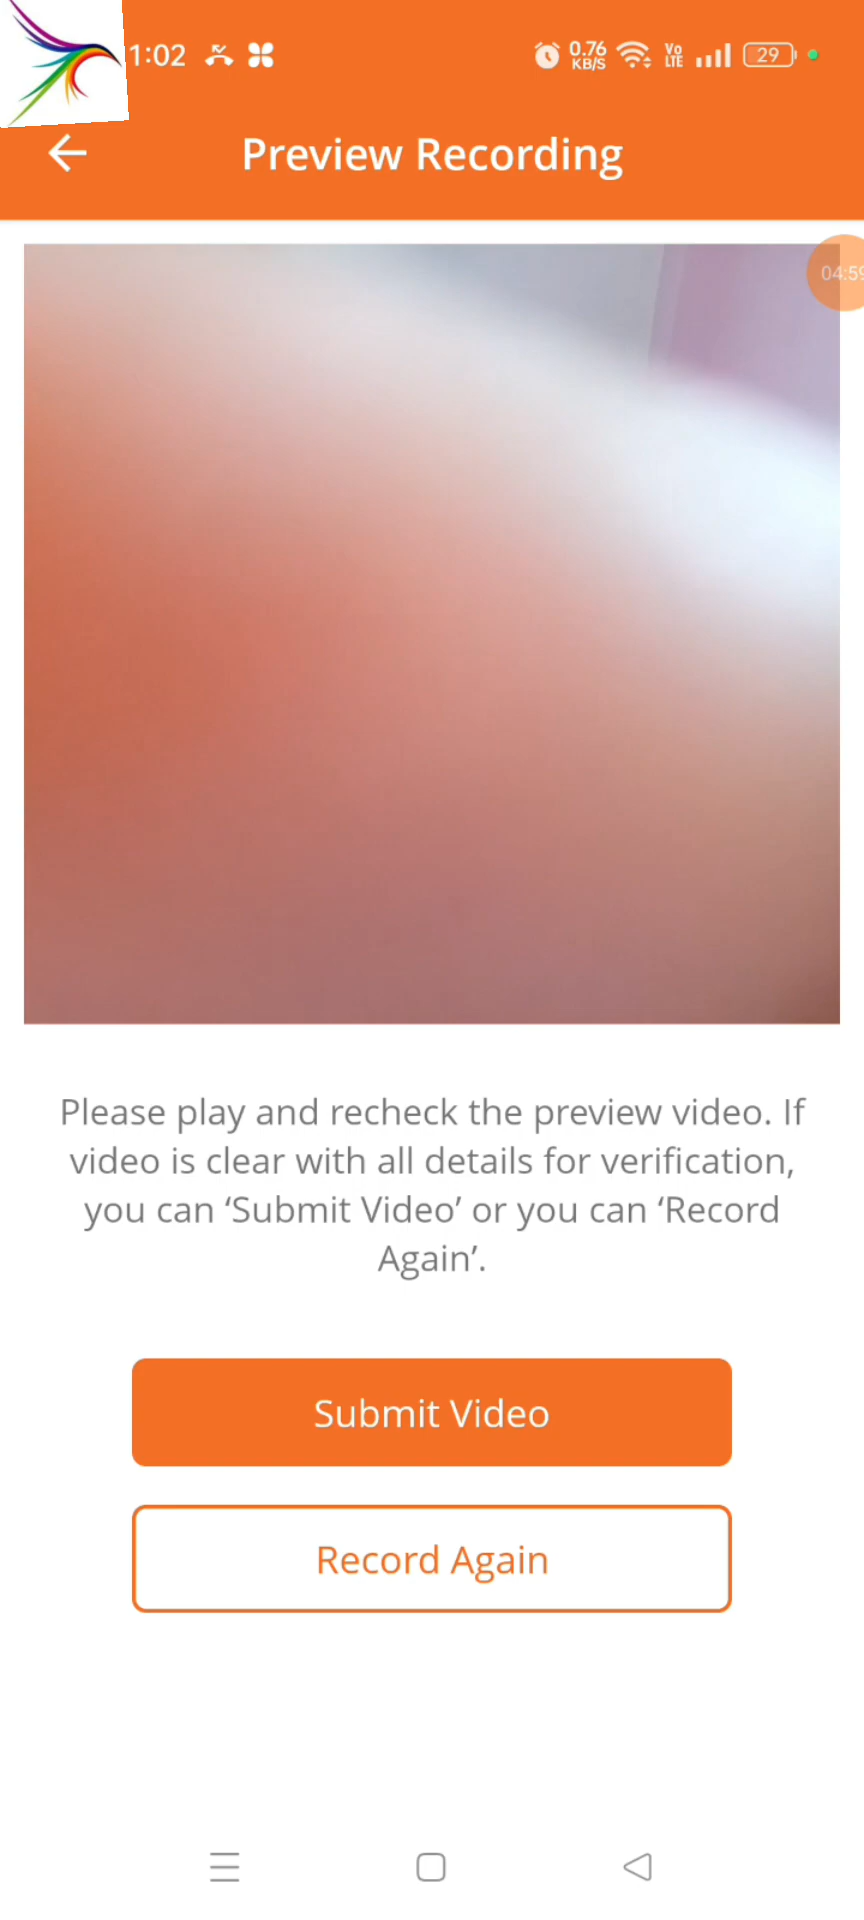 1:02 0.76 KB/S Vo LTE 29
Preview Recording
04:59
Please play and recheck the preview video. If
video is clear with all details for verification,
you can ‘Submit Video’ or you can ‘Record
Again’.
Submit Video
Record Again